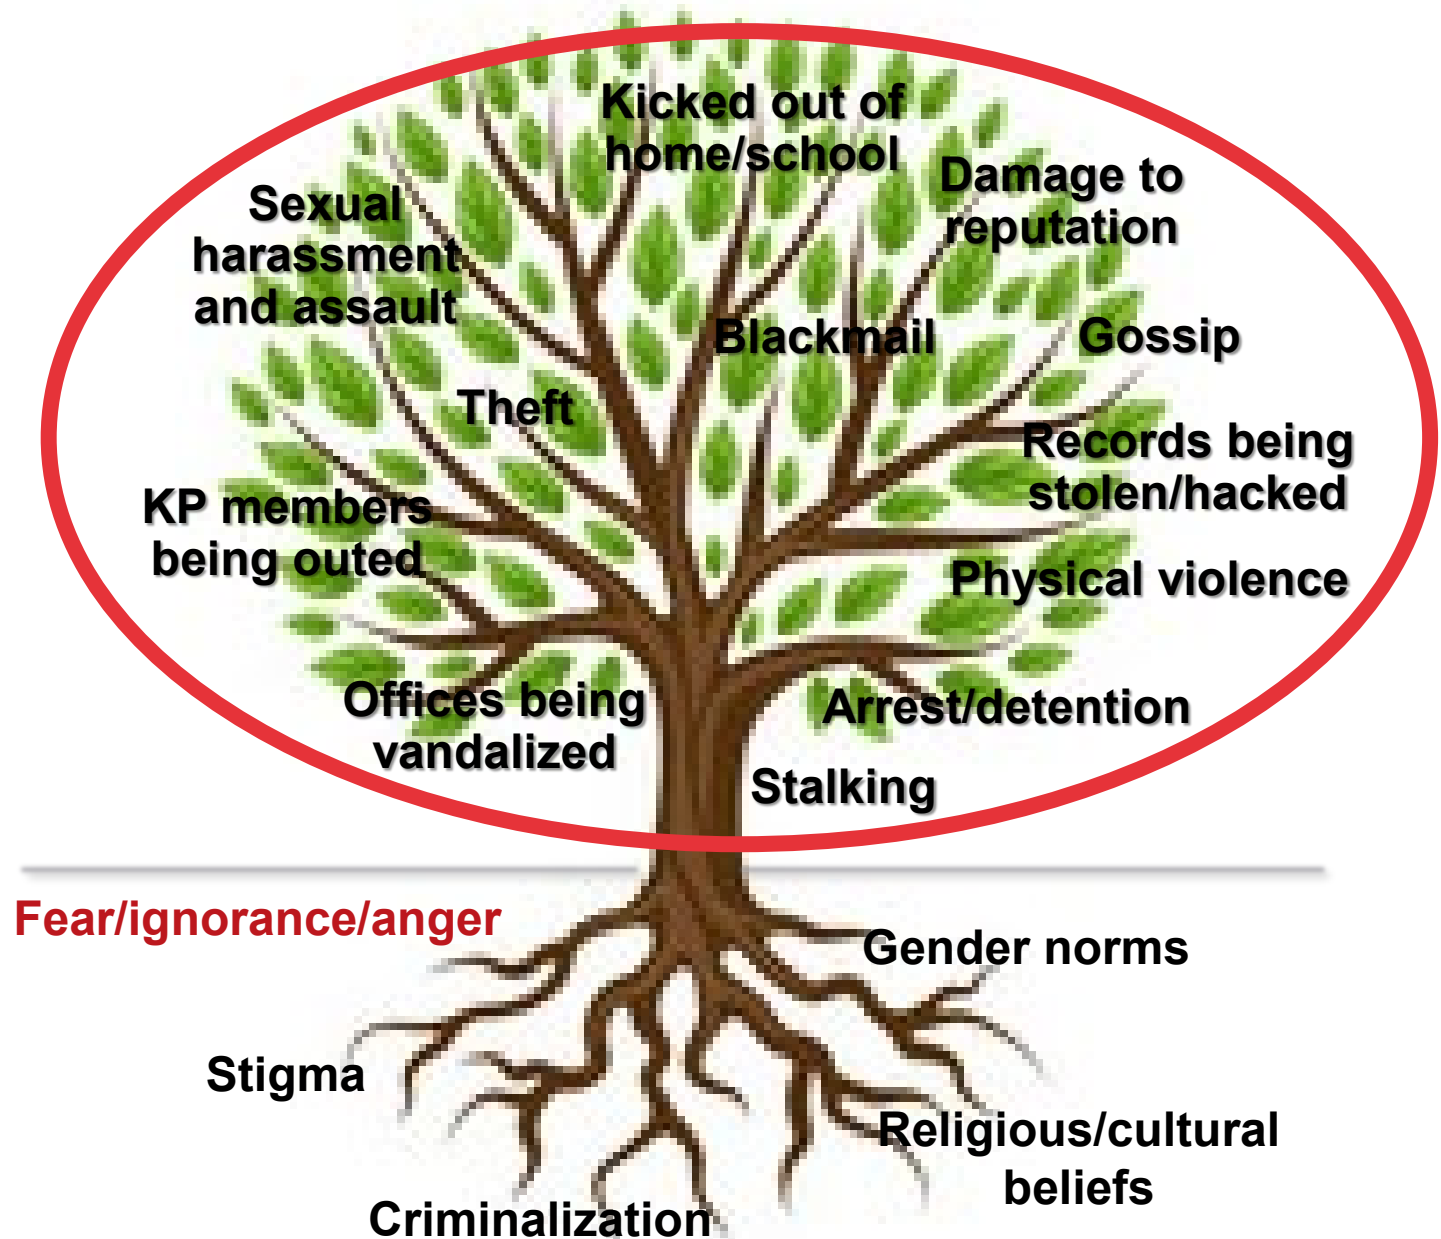 Kicked out of
home/school
Damage to
reputation
Sexual
harassment
and assault
Blackmail
Gossip
Theft
Records being
stolen/hacked
KP members
being outed
Physical violence
Offices being
vandalized
Arrest/detention
Stalking
Fear/ignorance/anger
Gender norms
Stigma
Religious/cultural
beliefs
Criminalization